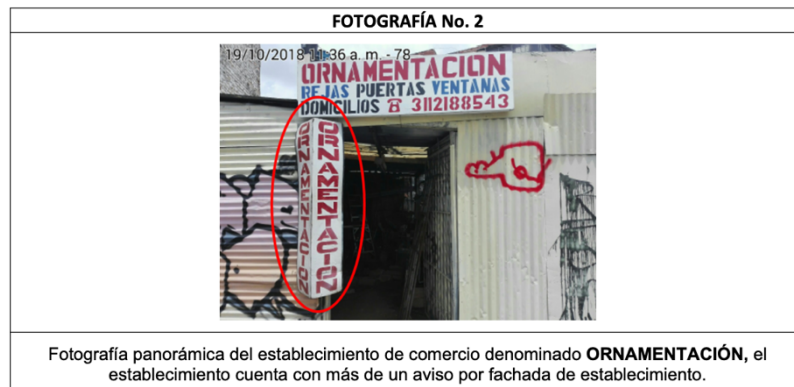 FOTOGRAFÍA No. 2
19/10/2018 11:36 a. m. - 78
ORNAMENTACION
REJAS PUERTAS VENTANAS
DOMICILIOS ☎ 3112188543
ORNAMENTACION
ORNAMENTACION
Fotografía panorámica del establecimiento de comercio denominado ORNAMENTACIÓN, el
establecimiento cuenta con más de un aviso por fachada de establecimiento.